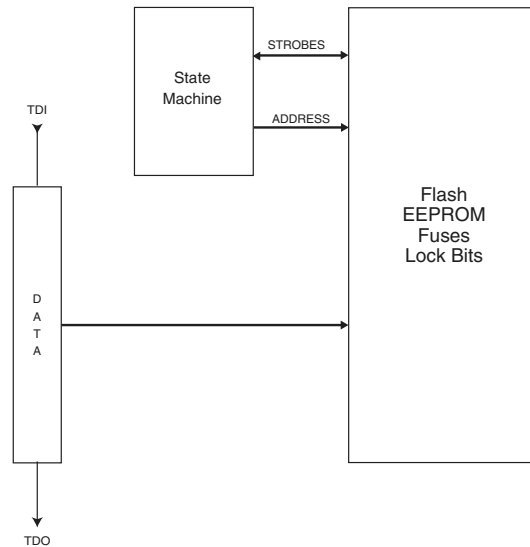 State
Machine
STROBES
ADDRESS
TDI
Flash
EEPROM
Fuses
Lock Bits
D
A
T
A
TDO